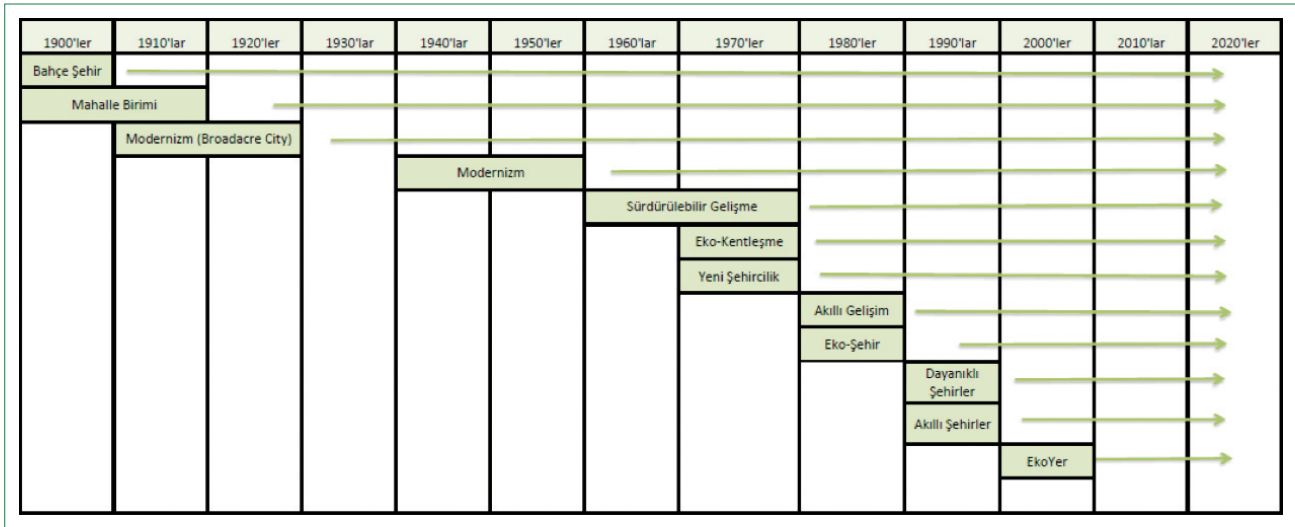 1900'ler 1910'lar 1920'ler 1930'lar 1940'lar 1950'ler 1960'lar 1970'ler 1980'ler 1990'lar 2000'ler 2010'lar 2020'ler
Bahçe Şehir
Mahalle Birimi
Modernizm (Broadacre City)
Modernizm
Sürdürülebilir Gelişme
Eko-Kentleşme
Yeni Şehircilik
Akıllı Gelişim
Eko-Şehir
Dayanıklı
Şehirler
Akıllı Şehirler
EkoYer